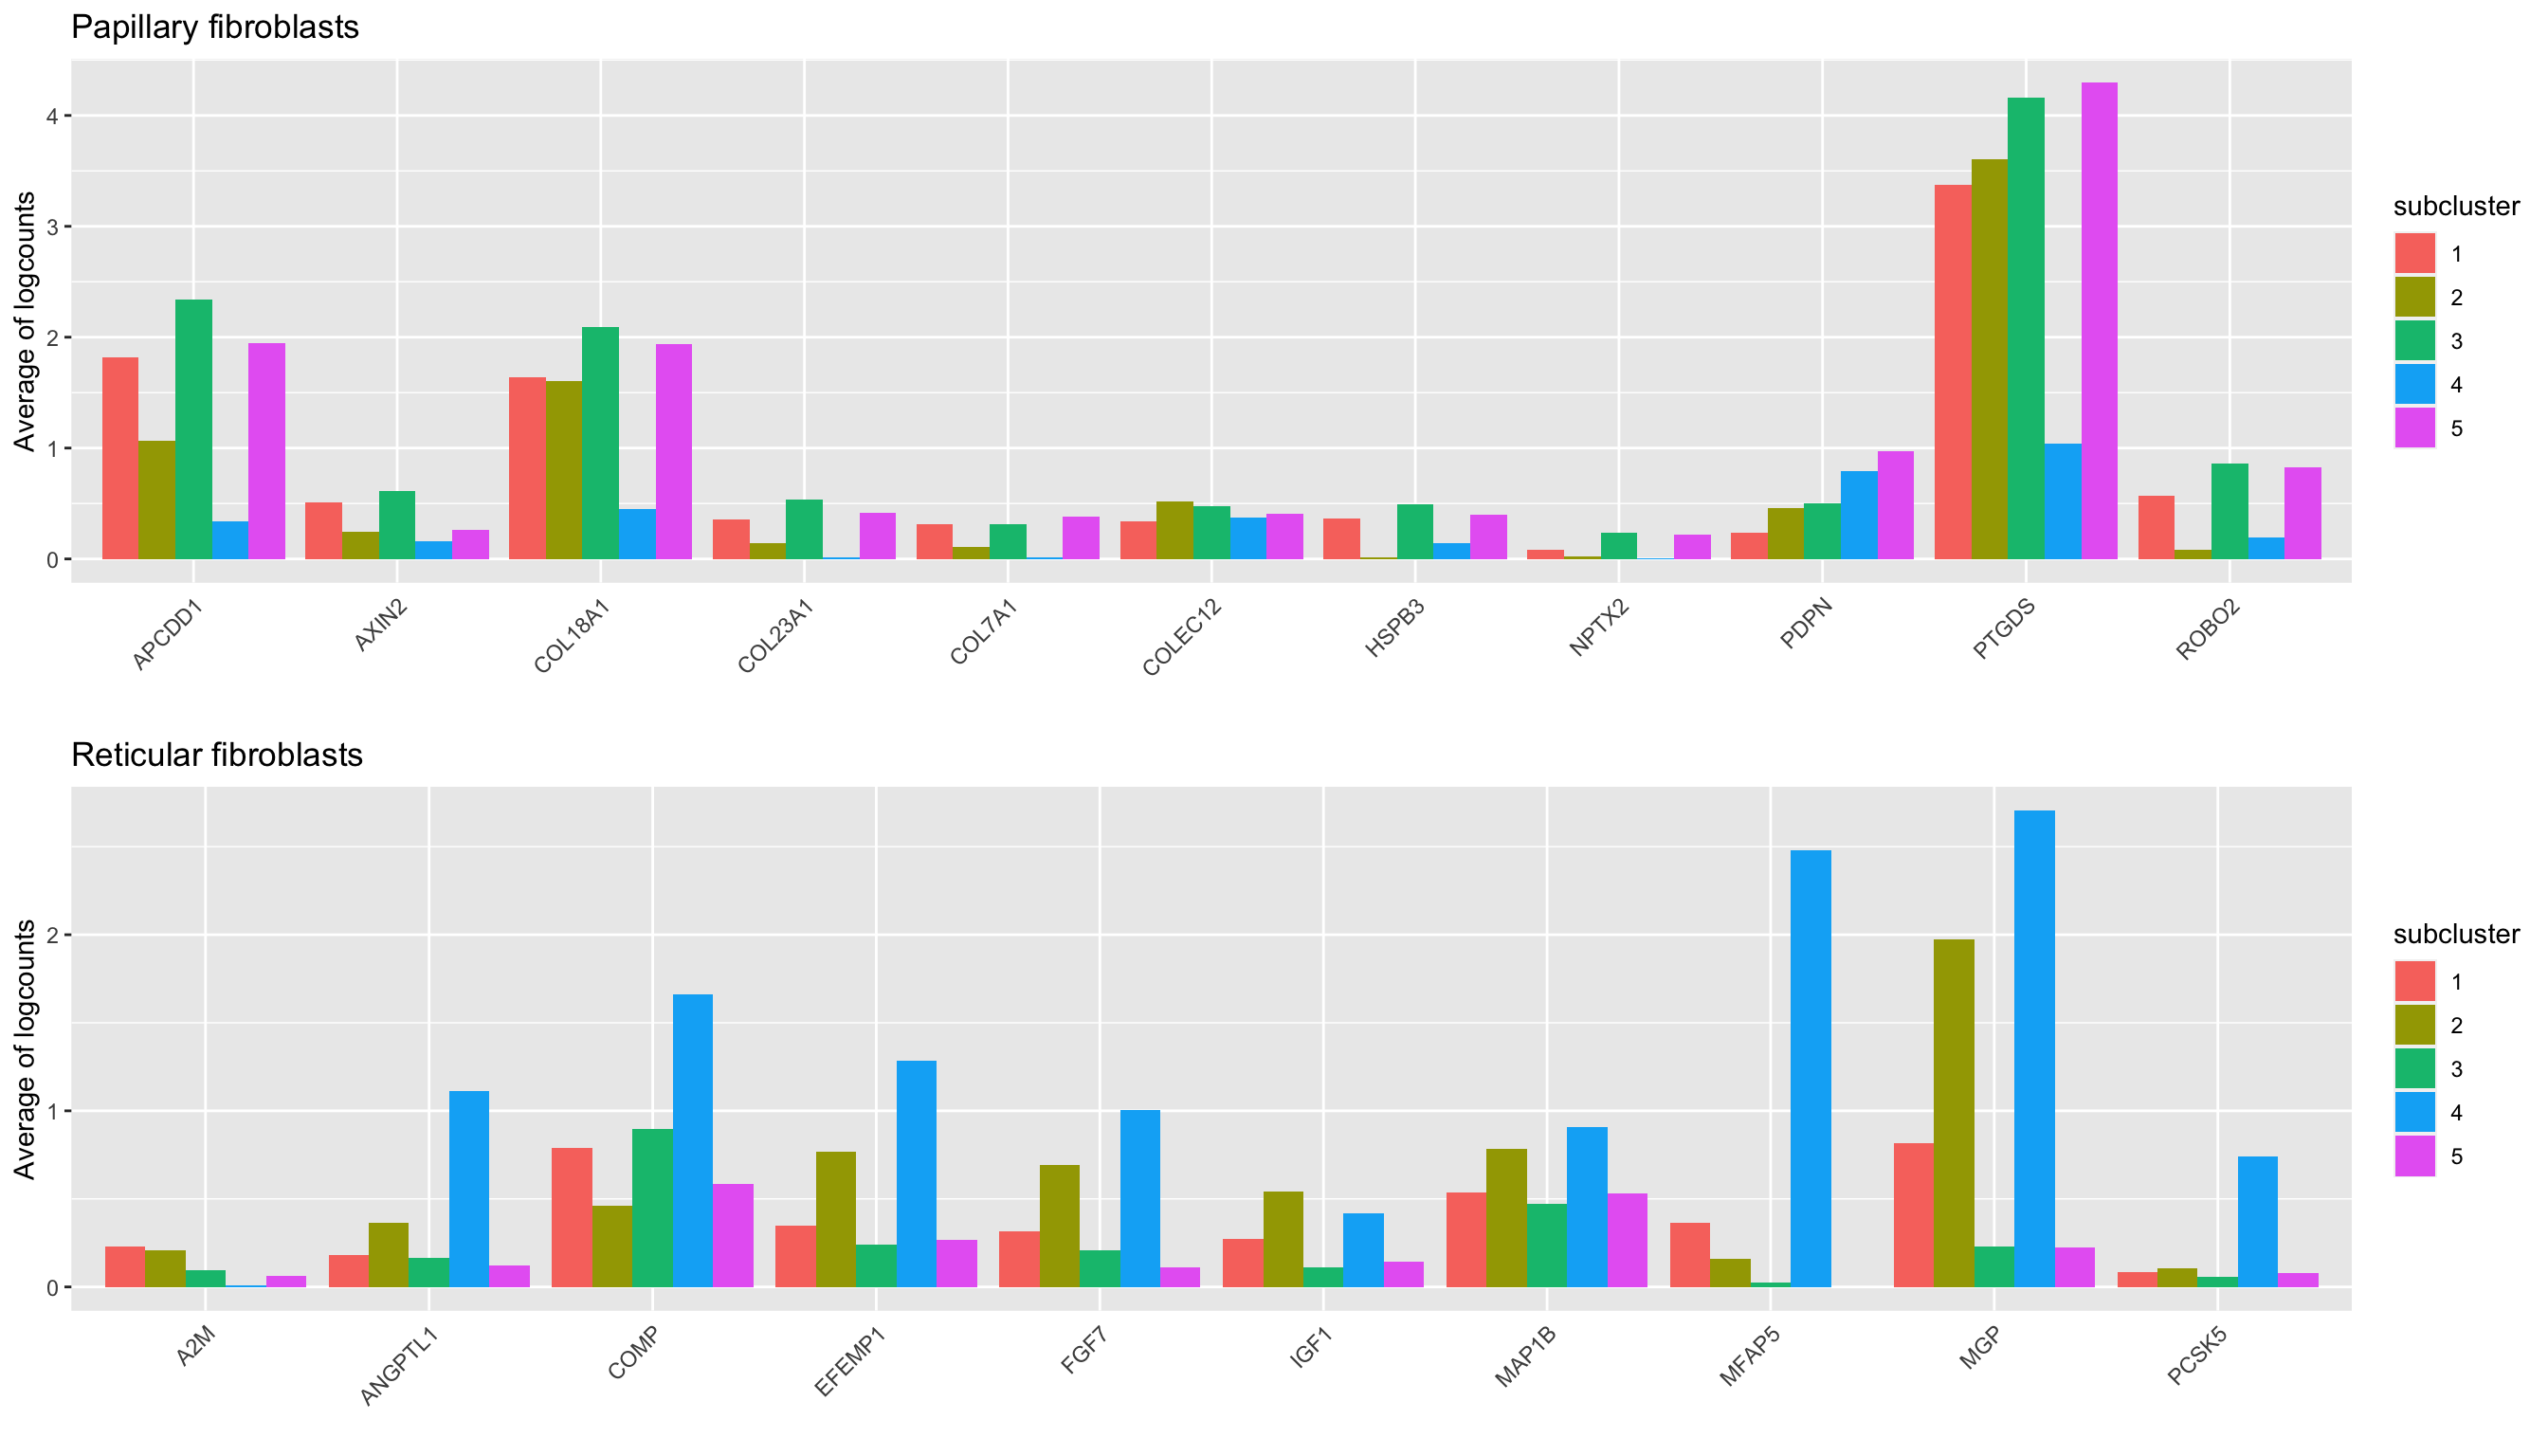 Papillary fibroblasts
Average of logcounts
4
3
2
1
0
APCDD1
AXIN2
COL18A1
COL23A1
COL7A1
COLEC12
HSPB3
NPTX2
PDPN
PTGDS
ROBO2
subcluster
1
2
3
4
5
Reticular fibroblasts
Average of logcounts
2
1
0
A2M
ANGPTL1
COMP
EFEMP1
FGF7
IGF1
MAP1B
MFAP5
MGP
PCSK5
subcluster
1
2
3
4
5